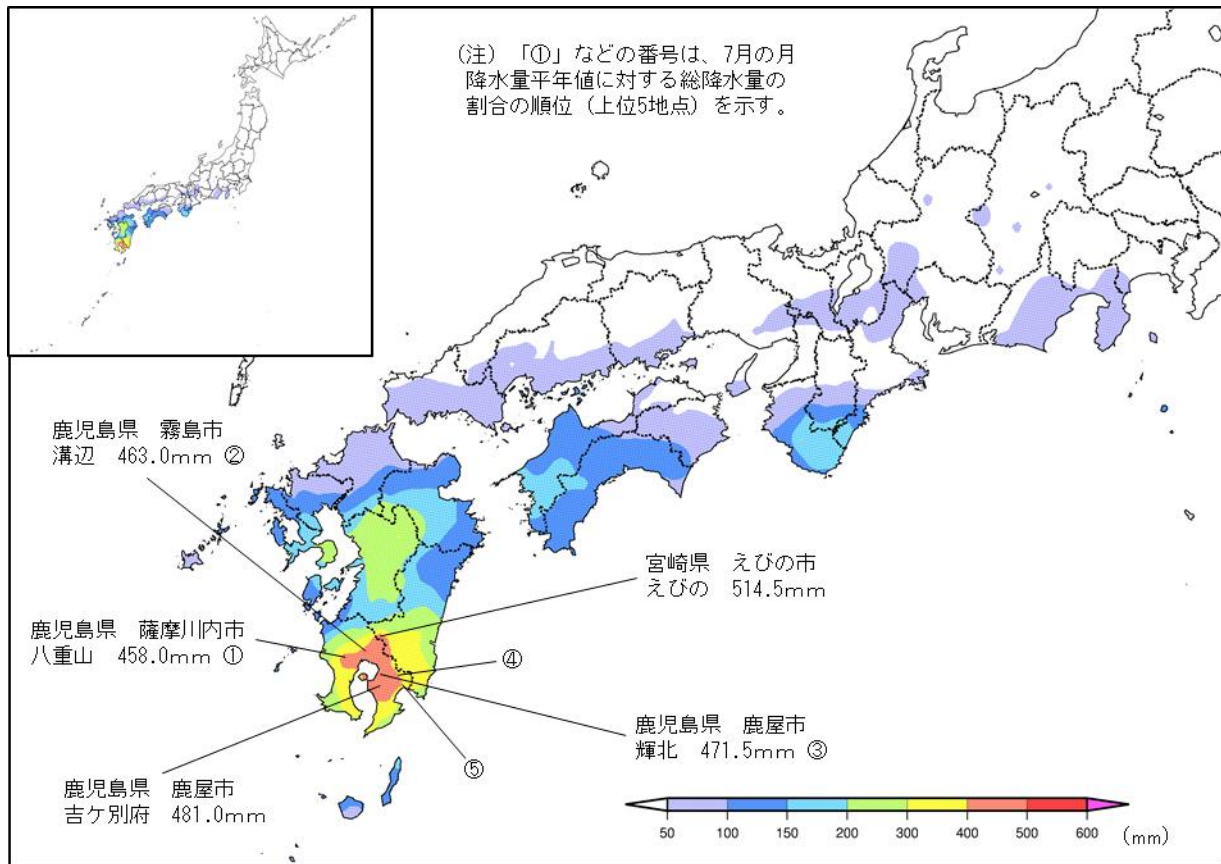 (注) 「①」などの番号は、7月の月
降水量平年値に対する総降水量の
割合の順位（上位5地点）を示す。
鹿児島県　霧島市
溝辺　463.0mm ②
宮崎県　えびの市
えびの　514.5mm
鹿児島県　薩摩川内市
八重山　458.0mm ①
④
鹿児島県　鹿屋市
輝北　471.5mm ③
⑤
鹿児島県　鹿屋市
吉ケ別府　481.0mm
50 100 150 200 300 400 500 600 (mm)